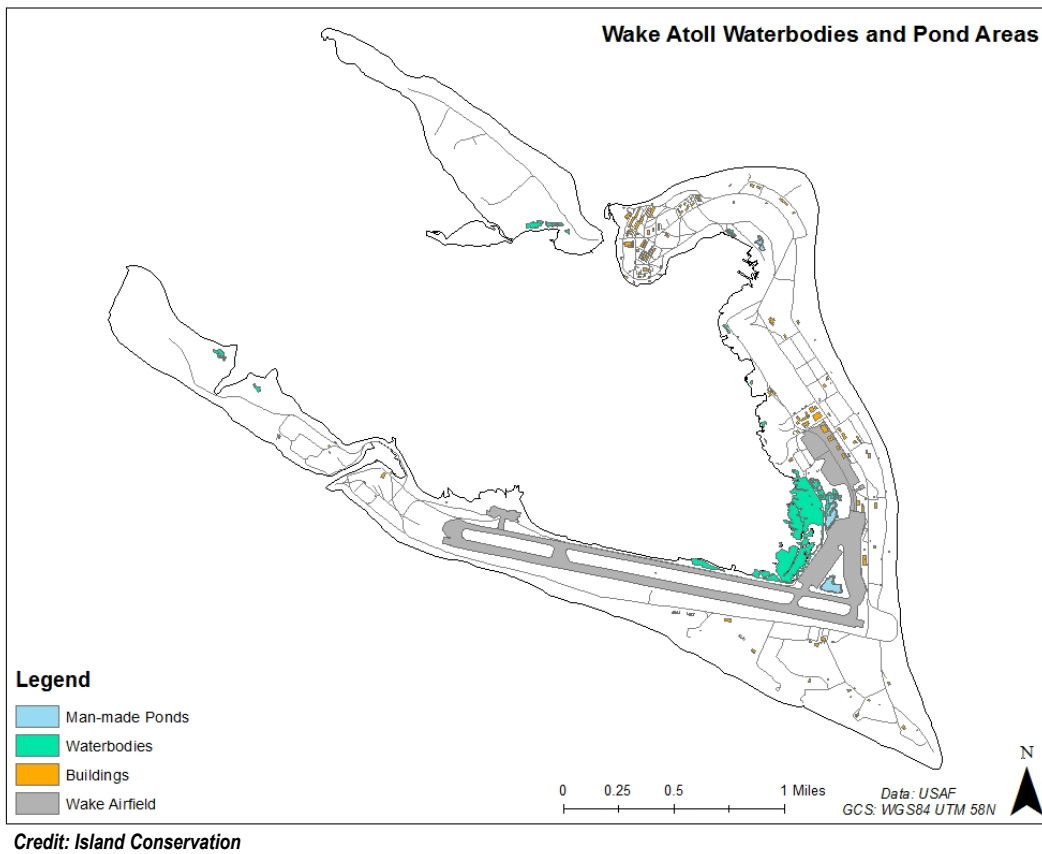 Wake Atoll Waterbodies and Pond Areas
Legend
Man-made Ponds
Waterbodies
Buildings
Wake Airfield
0 0.25 0.5 1 Miles
Data: USAF
GCS: WGS84 UTM 58N
N
Credit: Island Conservation